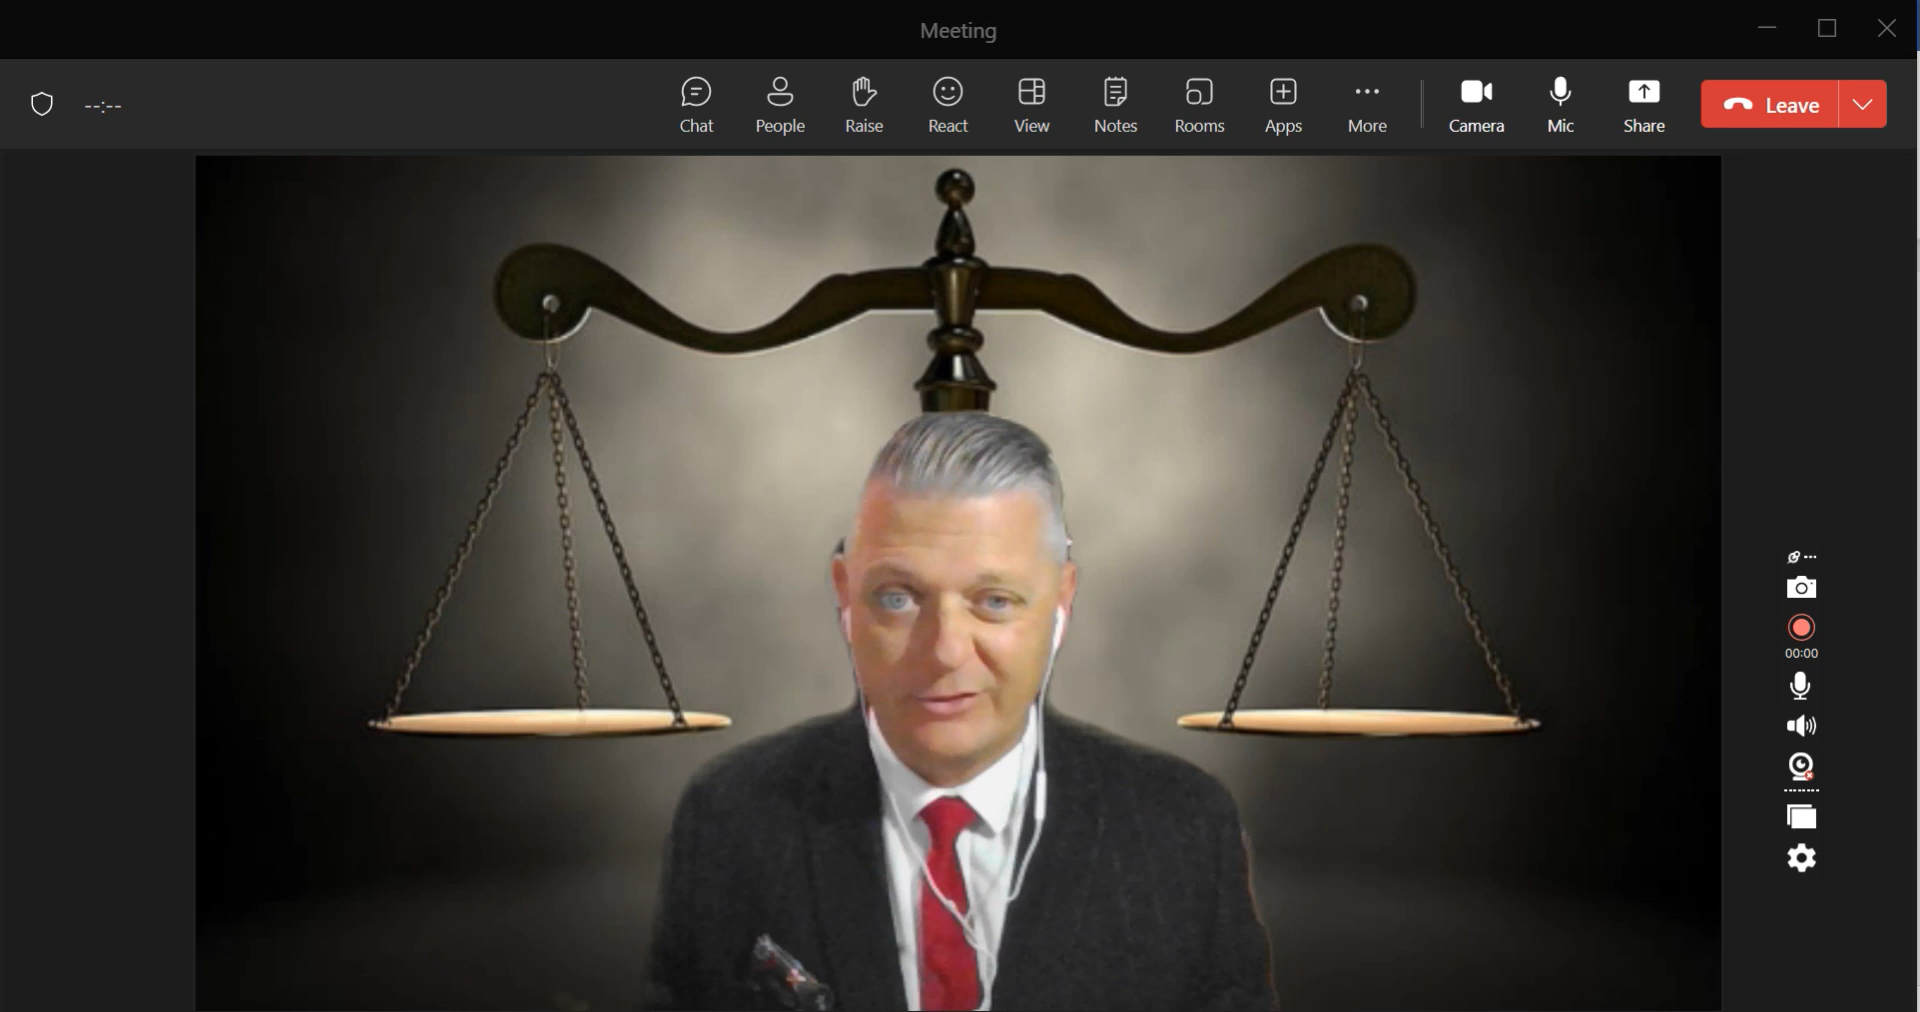 Meeting
--:--
Chat
People
Raise
React
View
Notes
Rooms
Apps
More
Camera
Mic
Share
Leave
00:00